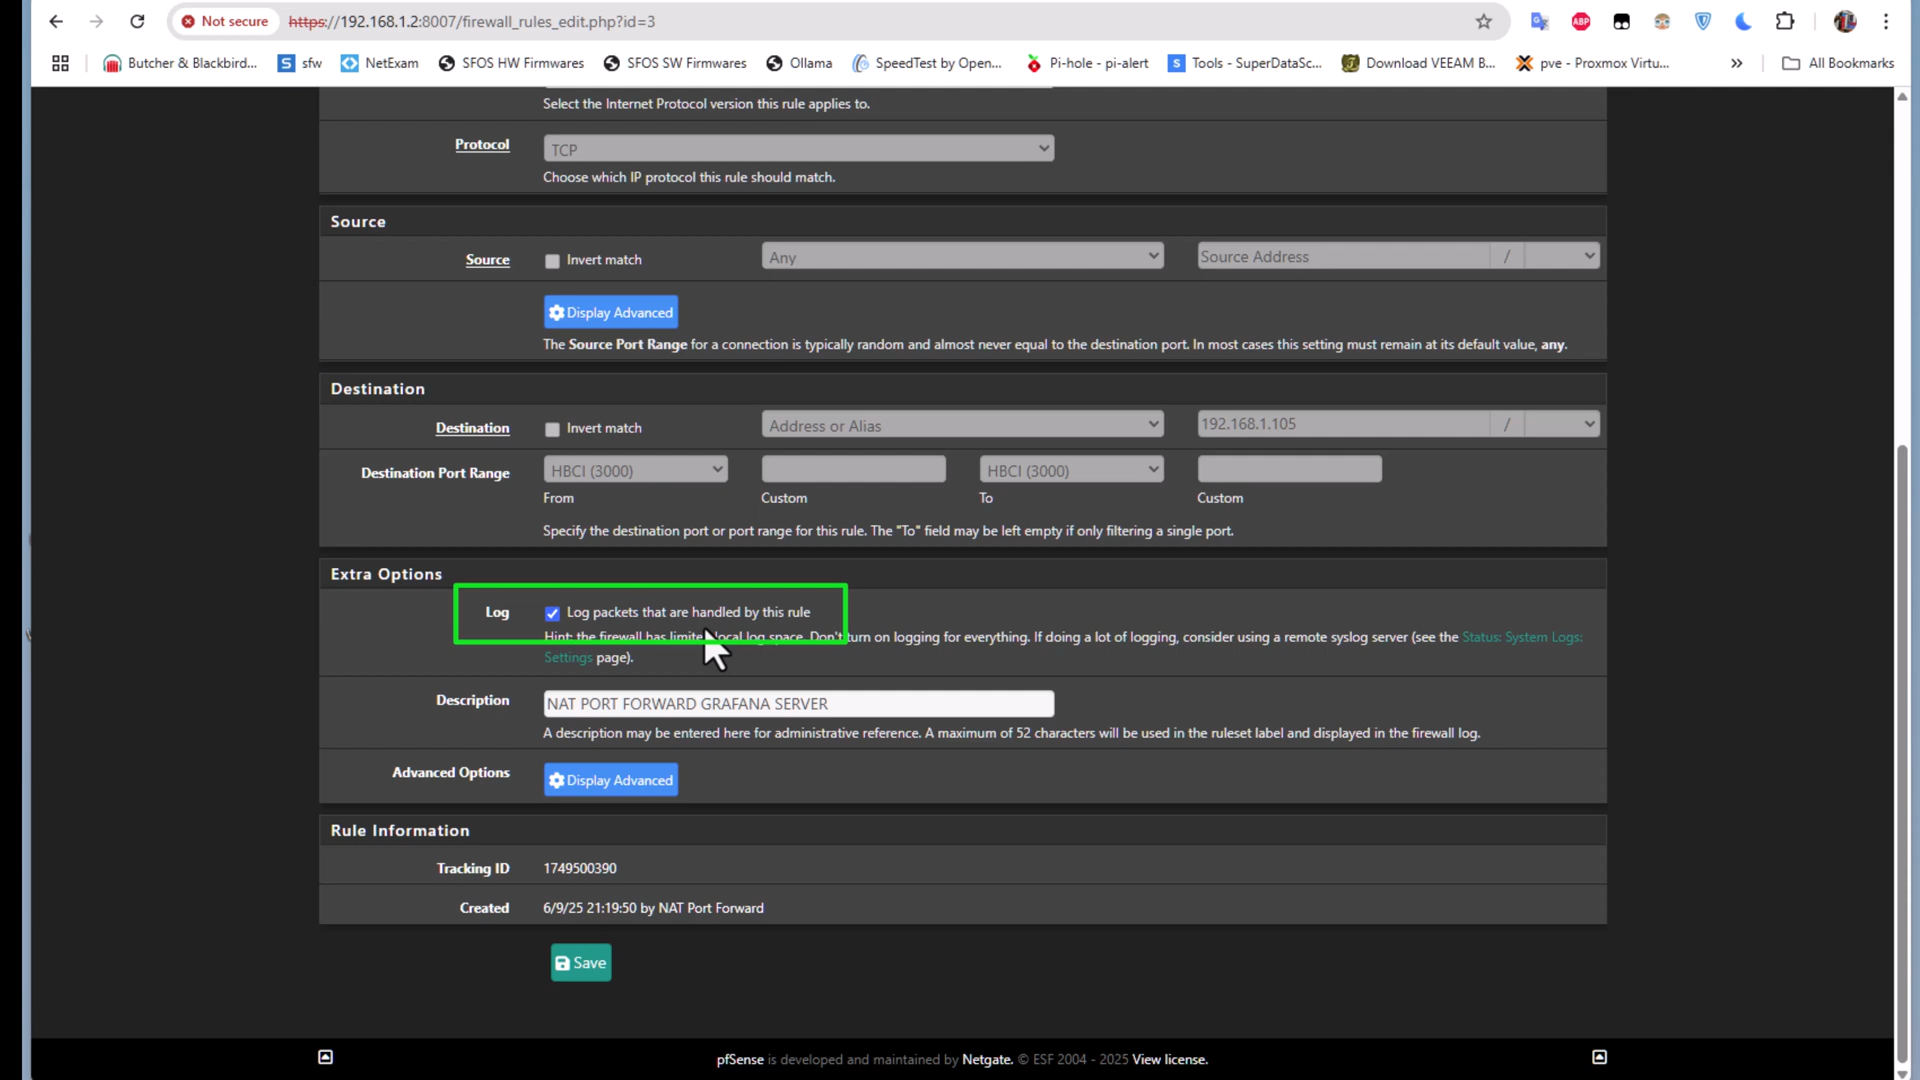 Not secure https://192.168.1.2:8007/firewall_rules_edit.php?id=3
ABP
Butcher & Blackbird... sfw NetExam SFOS HW Firmwares SFOS SW Firmwares Ollama SpeedTest by Open... Pi-hole - pi-alert Tools - SuperDataSc... Download VEEAM B... pve - Proxmox Virtu... » All Bookmarks
Select the Internet Protocol version this rule applies to.
Protocol TCP
Choose which IP protocol this rule should match.
Source
Source Invert match Any Source Address /
Display Advanced
The Source Port Range for a connection is typically random and almost never equal to the destination port. In most cases this setting must remain at its default value, any.
Destination
Destination Invert match Address or Alias 192.168.1.105 /
Destination Port Range HBCI (3000) HBCI (3000)
From Custom To Custom
Specify the destination port or port range for this rule. The "To" field may be left empty if only filtering a single port.
Extra Options
Log Log packets that are handled by this rule
Hint: the firewall has limited local log space. Don't turn on logging for everything. If doing a lot of logging, consider using a remote syslog server (see the Status: System Logs:
Settings page).
Description NAT PORT FORWARD GRAFANA SERVER
A description may be entered here for administrative reference. A maximum of 52 characters will be used in the ruleset label and displayed in the firewall log.
Advanced Options Display Advanced
Rule Information
Tracking ID 1749500390
Created 6/9/25 21:19:50 by NAT Port Forward
Save
pfSense is developed and maintained by Netgate. © ESF 2004 - 2025 View license.